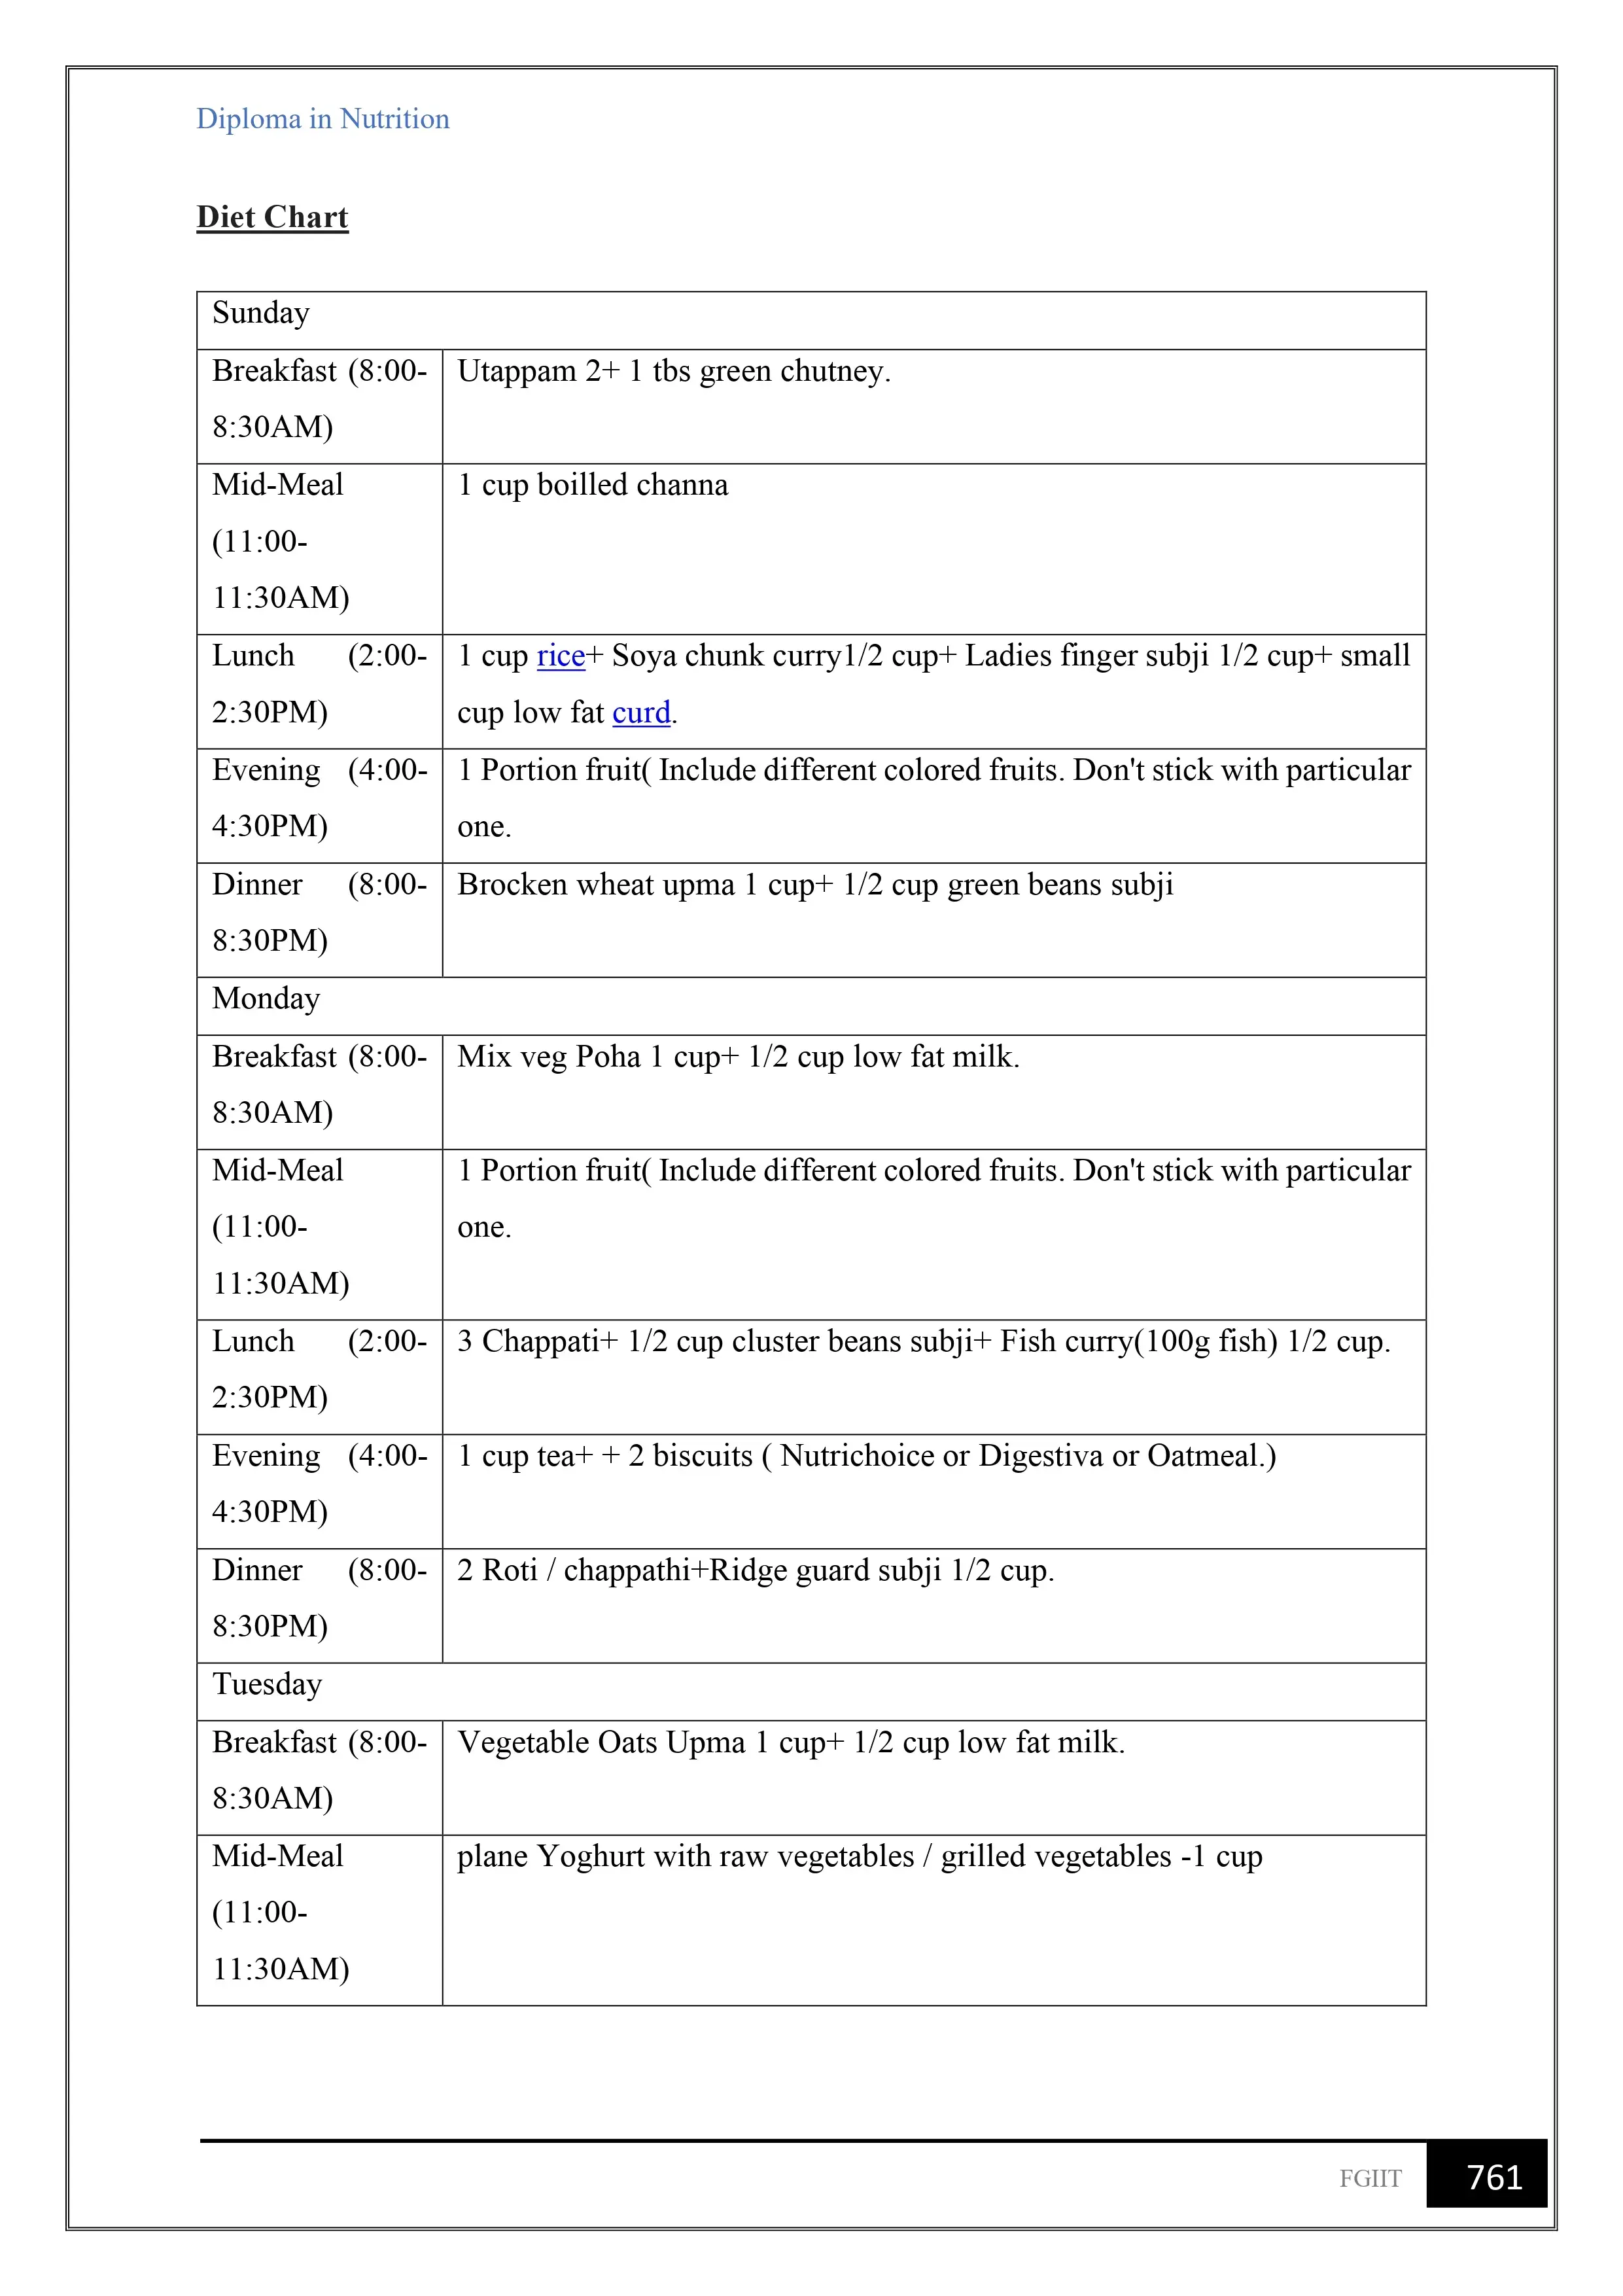 Diploma in Nutrition
Diet Chart
Sunday
Breakfast (8:00-
8:30AM)
Utappam 2+ 1 tbs green chutney.
Mid-Meal
(11:00-
11:30AM)
1 cup boilled channa
Lunch (2:00-
2:30PM)
1 cup rice+ Soya chunk curry1/2 cup+ Ladies finger subji 1/2 cup+ small
cup low fat curd.
Evening (4:00-
4:30PM)
1 Portion fruit( Include different colored fruits. Don't stick with particular
one.
Dinner (8:00-
8:30PM)
Brocken wheat upma 1 cup+ 1/2 cup green beans subji
Monday
Breakfast (8:00-
8:30AM)
Mix veg Poha 1 cup+ 1/2 cup low fat milk.
Mid-Meal
(11:00-
11:30AM)
1 Portion fruit( Include different colored fruits. Don't stick with particular
one.
Lunch (2:00-
2:30PM)
3 Chappati+ 1/2 cup cluster beans subji+ Fish curry(100g fish) 1/2 cup.
Evening (4:00-
4:30PM)
1 cup tea+ + 2 biscuits ( Nutrichoice or Digestiva or Oatmeal.)
Dinner (8:00-
8:30PM)
2 Roti / chappathi+Ridge guard subji 1/2 cup.
Tuesday
Breakfast (8:00-
8:30AM)
Vegetable Oats Upma 1 cup+ 1/2 cup low fat milk.
Mid-Meal
(11:00-
11:30AM)
plane Yoghurt with raw vegetables / grilled vegetables -1 cup
FGIIT 761